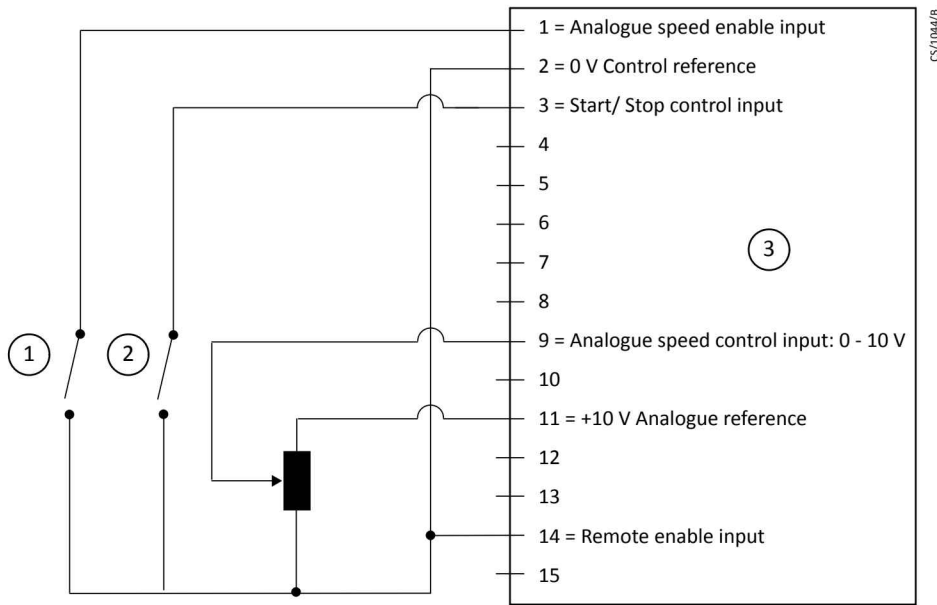 CS/1044/B
1 = Analogue speed enable input
2 = 0 V Control reference
3 = Start/ Stop control input
4
5
6
7
3
8
1
2
9 = Analogue speed control input: 0 - 10 V
10
11 = +10 V Analogue reference
12
13
14 = Remote enable input
15